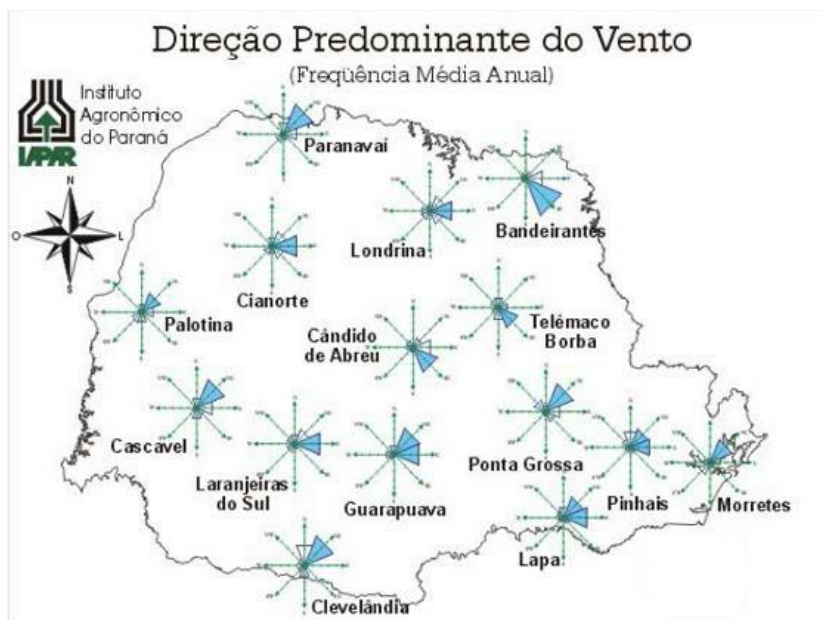 Direção Predominante do Vento
(Freqüência Média Anual)
Instituto
Agronômico
do Paraná
IAPAR
N
O
L
S
Paranavaí
Londrina
Bandeirantes
Cianorte
Palotina
Cândido
de Abreu
Telêmaco
Borba
Cascavel
Laranjeiras
do Sul
Guarapuava
Ponta Grossa
Pinhais
Morretes
Lapa
Clevelândia